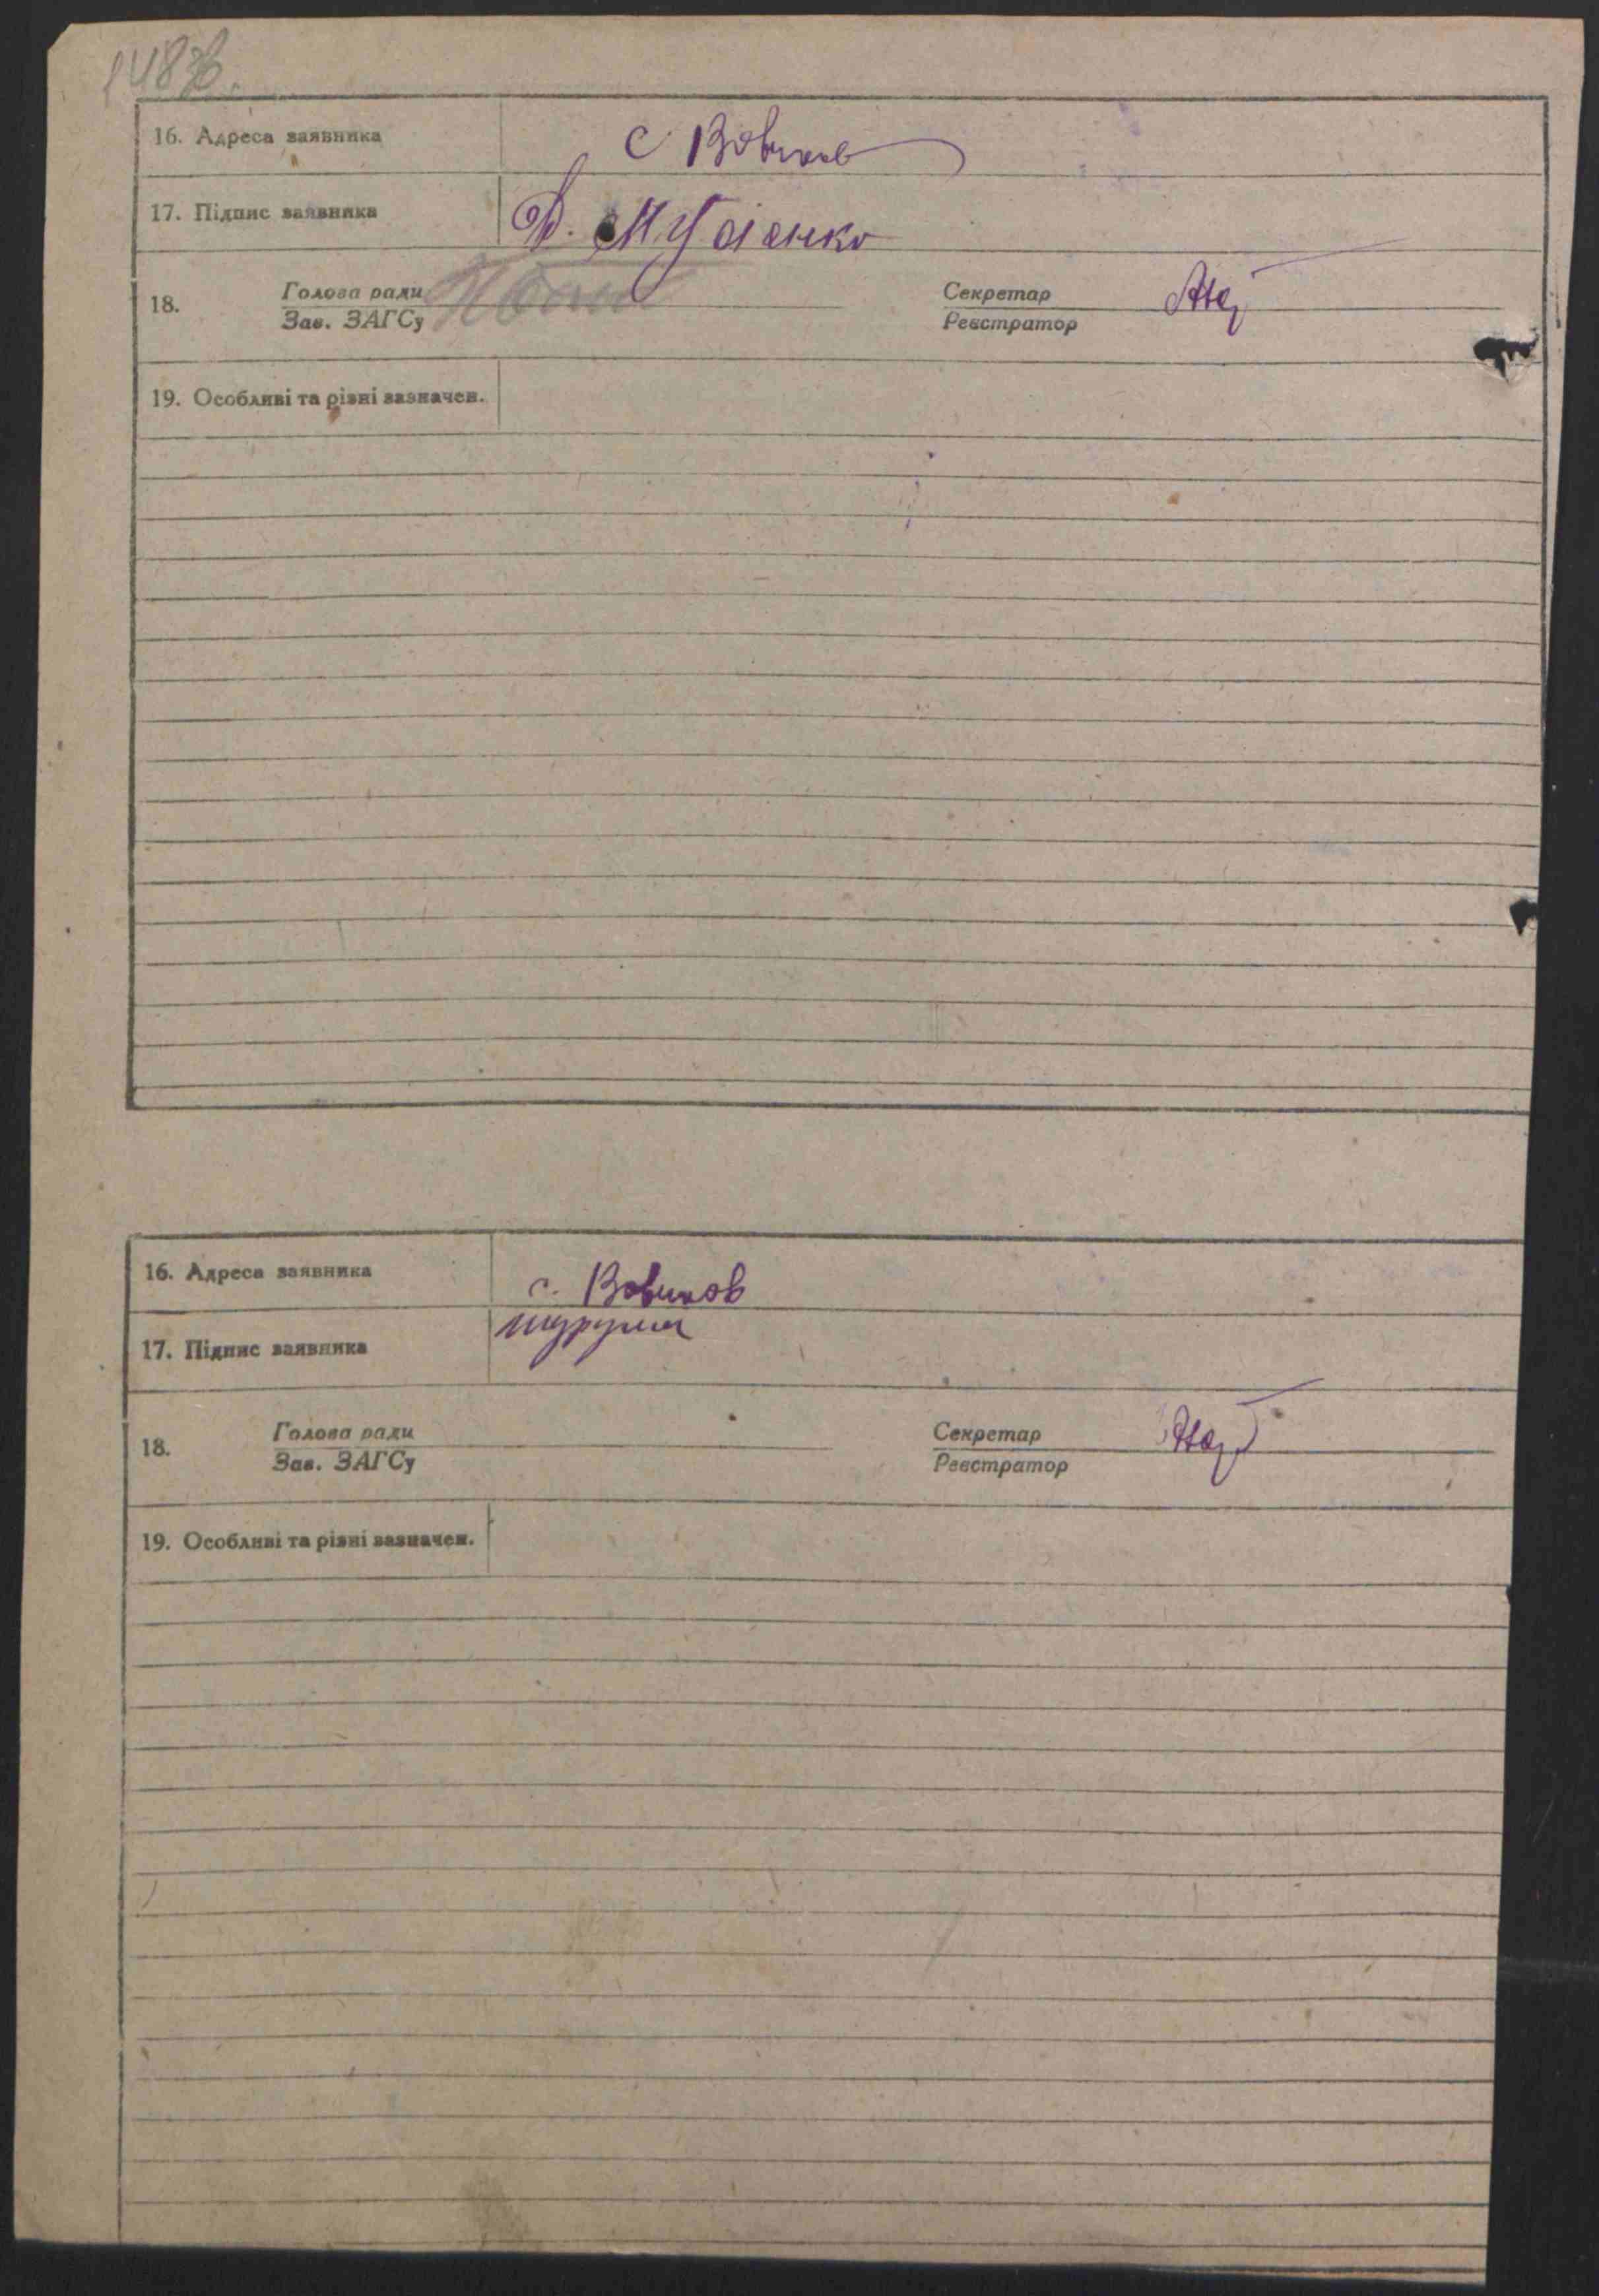 148зв.
16. Адреса заявника с. Вовчков
17. Підпис заявника
18. Голова ради Секретар
Зав. ЗАГСу Реєстратор
19. Особливі та різні зазначен.
16. Адреса заявника с. Вовчков
17. Підпис заявника
18. Голова ради Секретар
Зав. ЗАГСу Реєстратор
19. Особливі та різні зазначен.